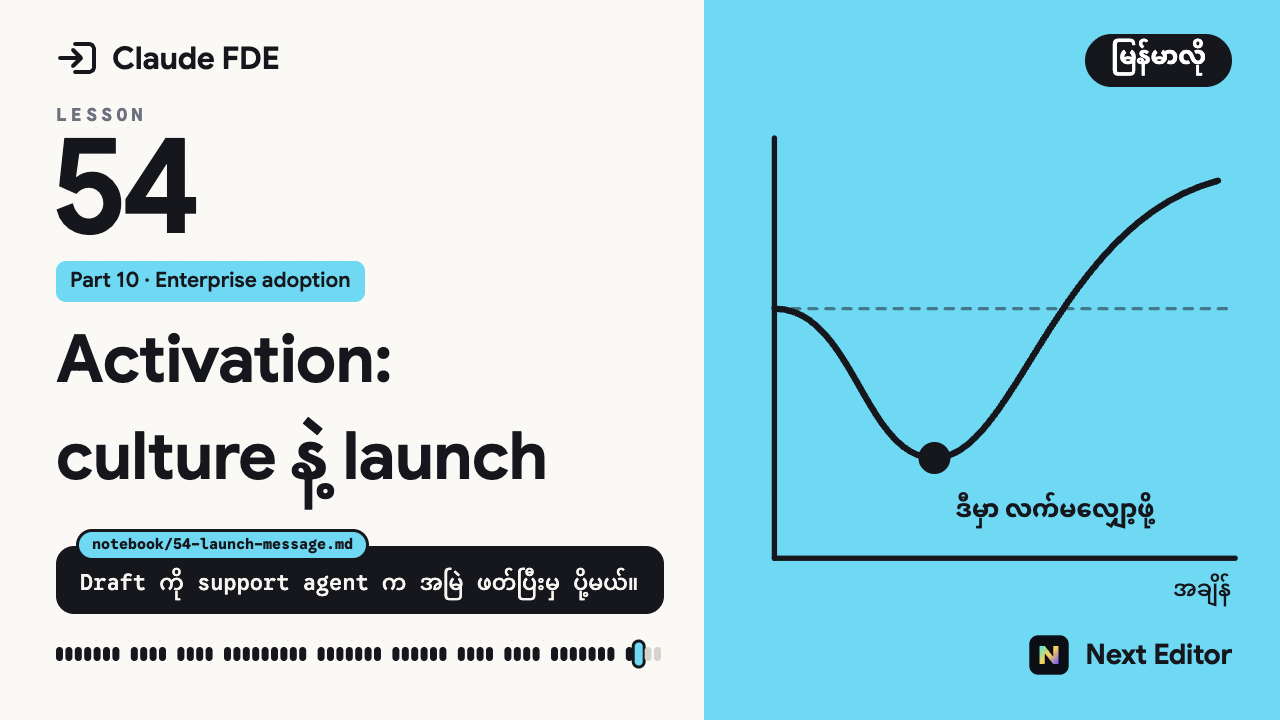 Claude FDE
LESSON
54
Part 10 · Enterprise adoption
Activation:
culture နဲ့ launch
notebook/54-launch-message.md
Draft ကို support agent က အမြဲ ဖတ်ပြီးမှ ပို့မယ်။
မြန်မာလို
ဒီမှာ လက်မလျှော့ဖို့
အချိန်
N
Next Editor